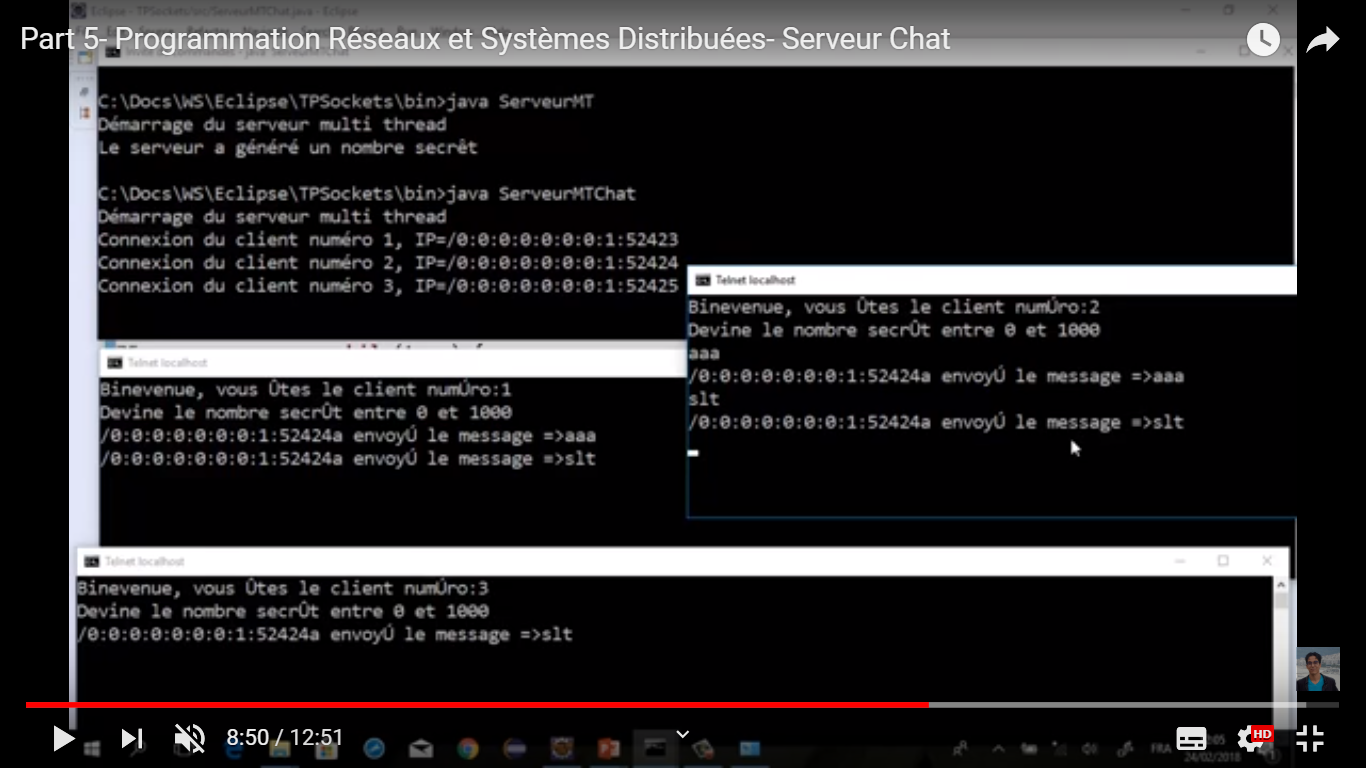 Eclipse - TPSockets/src/ServeurMTChat.java - Eclipse
Part 5- Programmation Réseaux et Systèmes Distribuées- Serveur Chat
C:\Docs\WS\Eclipse\TPSockets\bin>java ServeurMT
Démarrage du serveur multi thread
Le serveur a généré un nombre secrêt
C:\Docs\WS\Eclipse\TPSockets\bin>java ServeurMTChat
Démarrage du serveur multi thread
Connexion du client numéro 1, IP=/0:0:0:0:0:0:0:1:52423
Connexion du client numéro 2, IP=/0:0:0:0:0:0:0:1:52424
Connexion du client numéro 3, IP=/0:0:0:0:0:0:0:1:52425
Telnet localhost
Binevenue, vous Ûtes le client numÚro:2
Devine le nombre secrÛt entre 0 et 1000
aaa
/0:0:0:0:0:0:0:1:52424a envoyÚ le message =>aaa
slt
/0:0:0:0:0:0:0:1:52424a envoyÚ le message =>slt
Telnet localhost
Binevenue, vous Ûtes le client numÚro:1
Devine le nombre secrÛt entre 0 et 1000
/0:0:0:0:0:0:0:1:52424a envoyÚ le message =>aaa
/0:0:0:0:0:0:0:1:52424a envoyÚ le message =>slt
Telnet localhost
Binevenue, vous Ûtes le client numÚro:3
Devine le nombre secrÛt entre 0 et 1000
/0:0:0:0:0:0:0:1:52424a envoyÚ le message =>slt
8:50 / 12:51
HD
FRA
24/02/2018